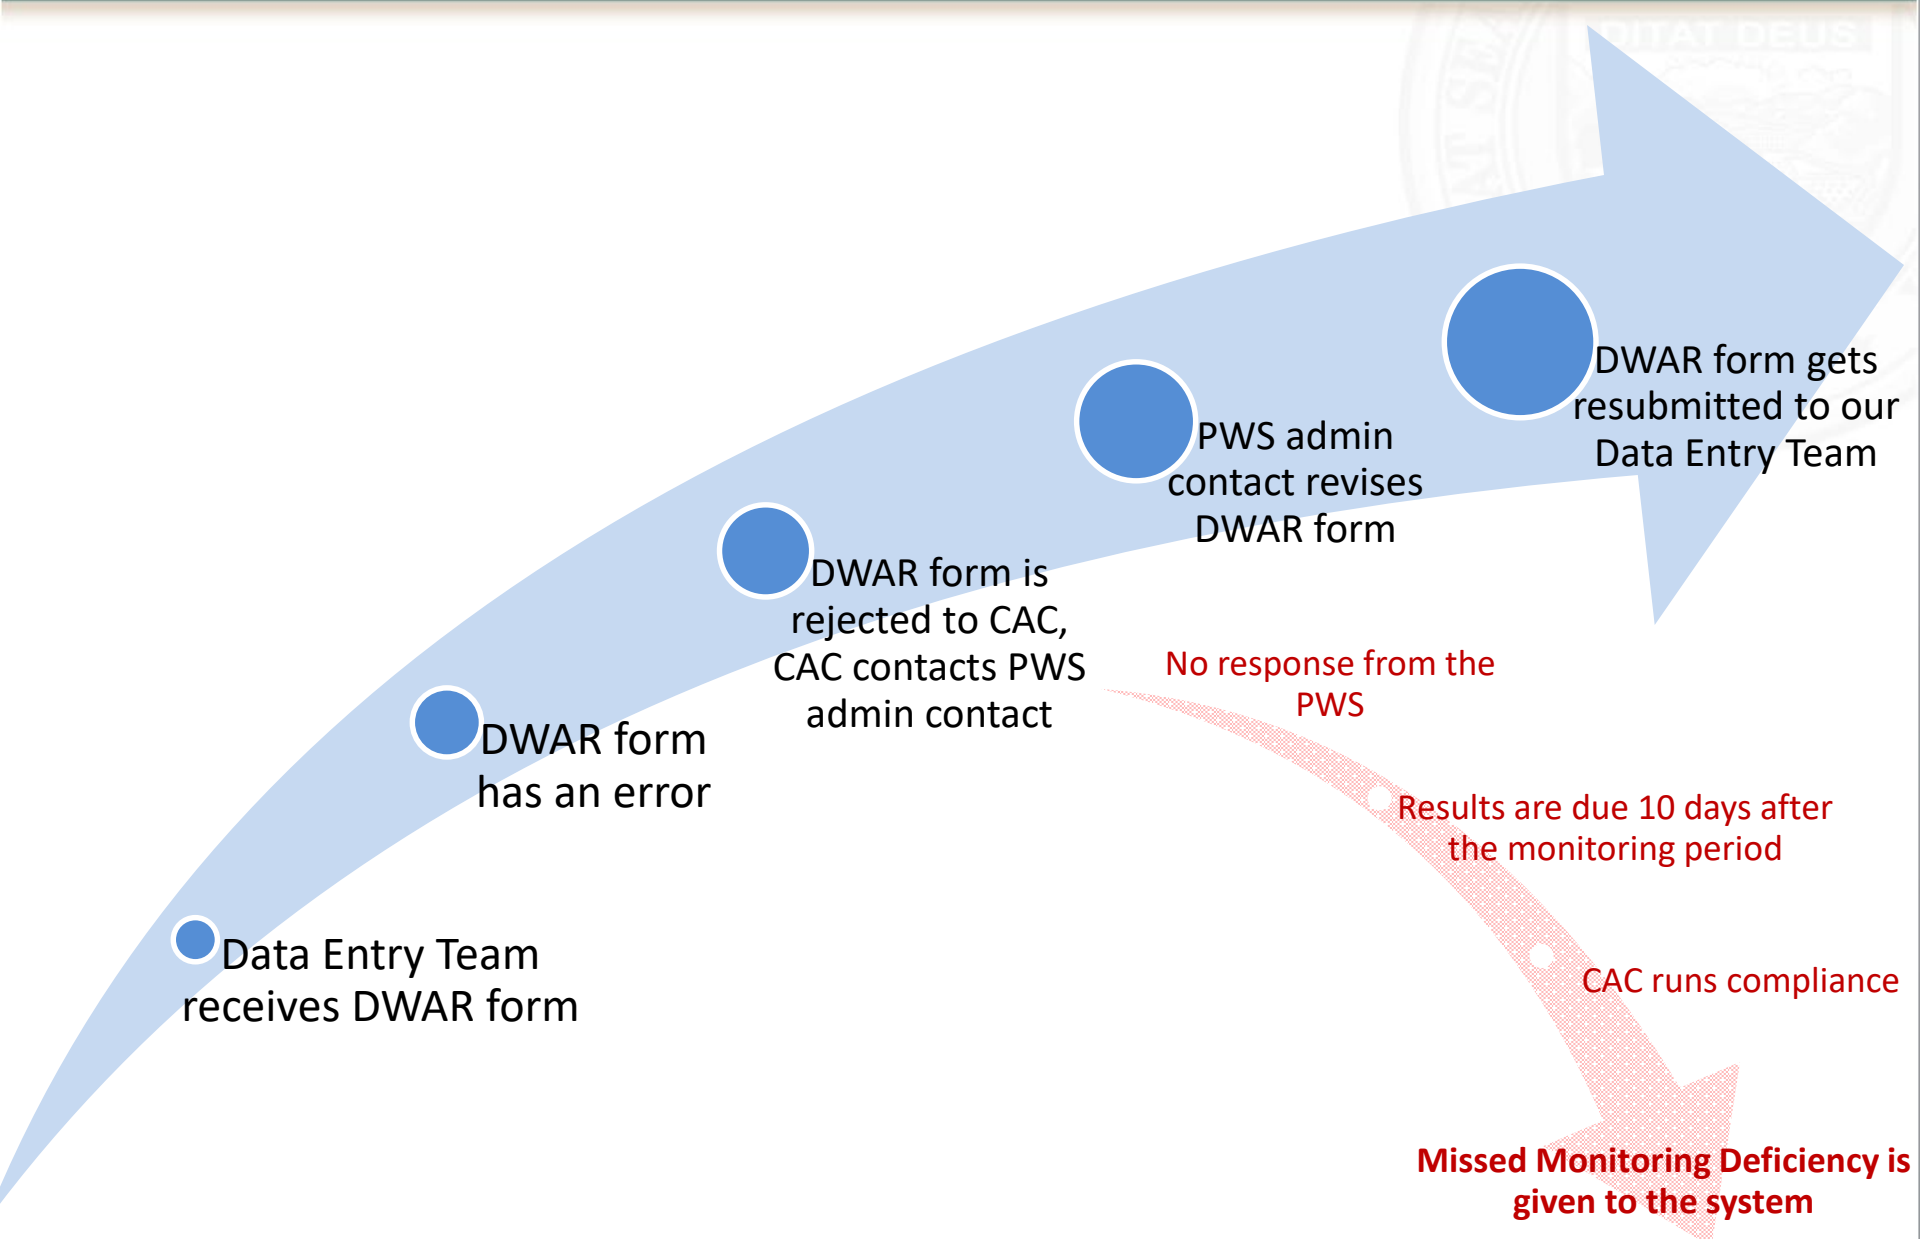 DITAT DEUS
DWAR form gets
resubmitted to our
Data Entry Team
PWS admin
contact revises
DWAR form
DWAR form is
rejected to CAC,
CAC contacts PWS
admin contact
DWAR form
has an error
Data Entry Team
receives DWAR form
No response from the
PWS
Results are due 10 days after
the monitoring period
CAC runs compliance
Missed Monitoring Deficiency is
given to the system